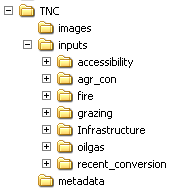 TNC
images
inputs
accessibility
agr_con
fire
grazing
Infrastructure
oilgas
recent_conversion
metadata